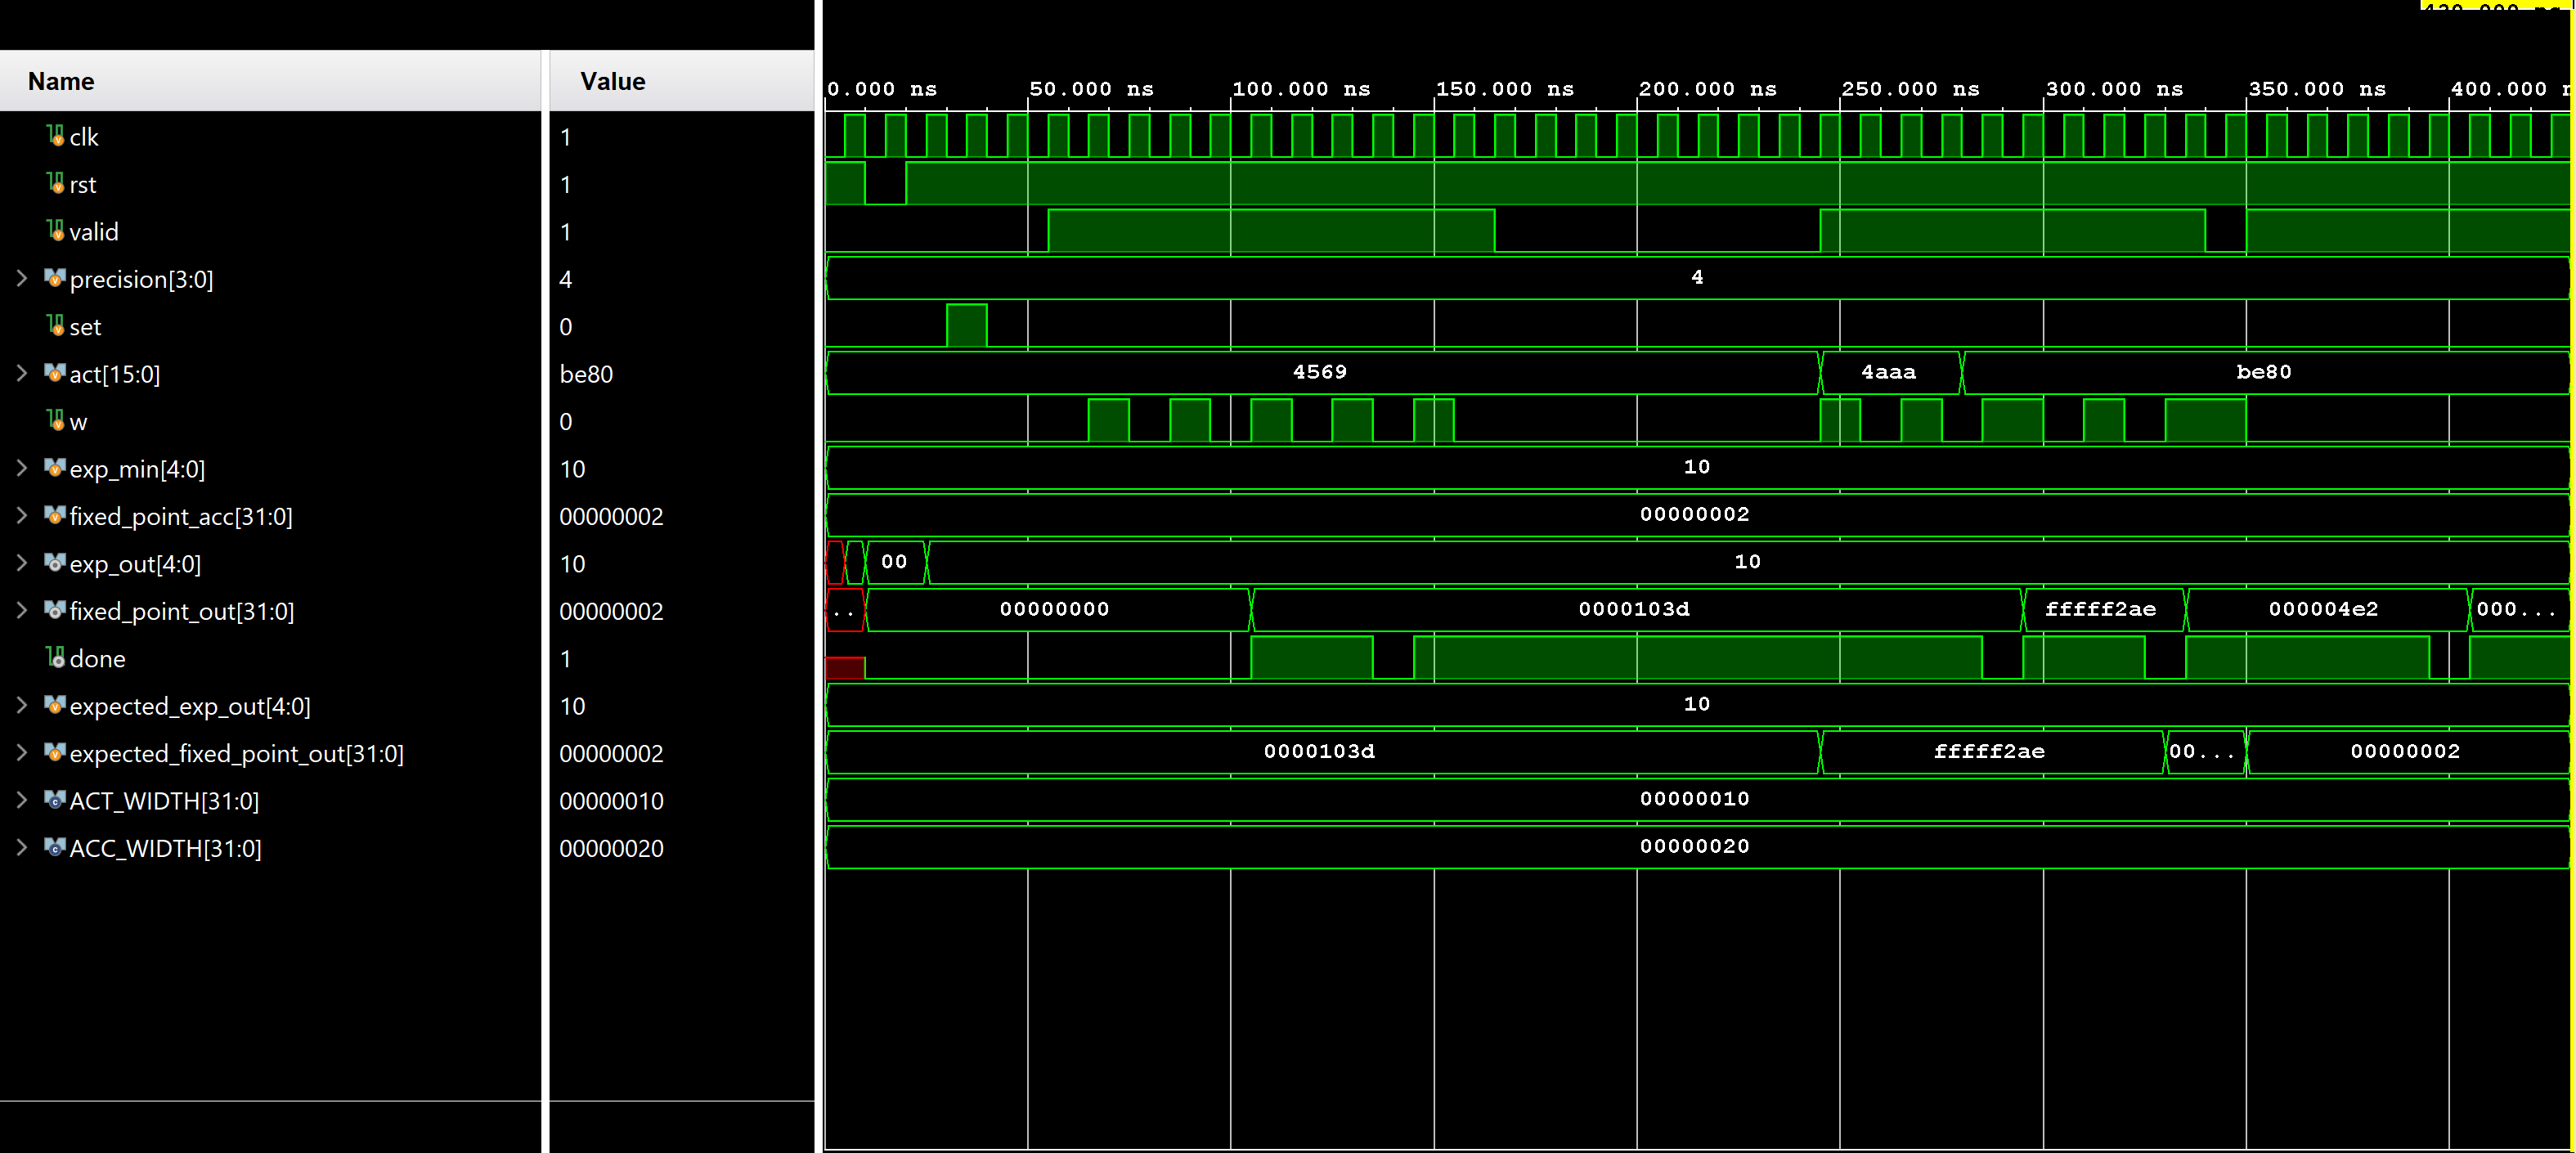 430.000 ns
Name Value
0.000 ns 50.000 ns 100.000 ns 150.000 ns 200.000 ns 250.000 ns 300.000 ns 350.000 ns 400.000
clk 1
rst 1
valid 1
precision[3:0] 4 4
set 0
act[15:0] be80 4569 4aaa be80
w 0
exp_min[4:0] 10 10
fixed_point_acc[31:0] 00000002 00000002
exp_out[4:0] 10 00 10
fixed_point_out[31:0] 00000002 .. 00000000 0000103d fffff2ae 000004e2 000...
done 1
expected_exp_out[4:0] 10 10
expected_fixed_point_out[31:0] 00000002 0000103d fffff2ae 00... 00000002
ACT_WIDTH[31:0] 00000010 00000010
ACC_WIDTH[31:0] 00000020 00000020